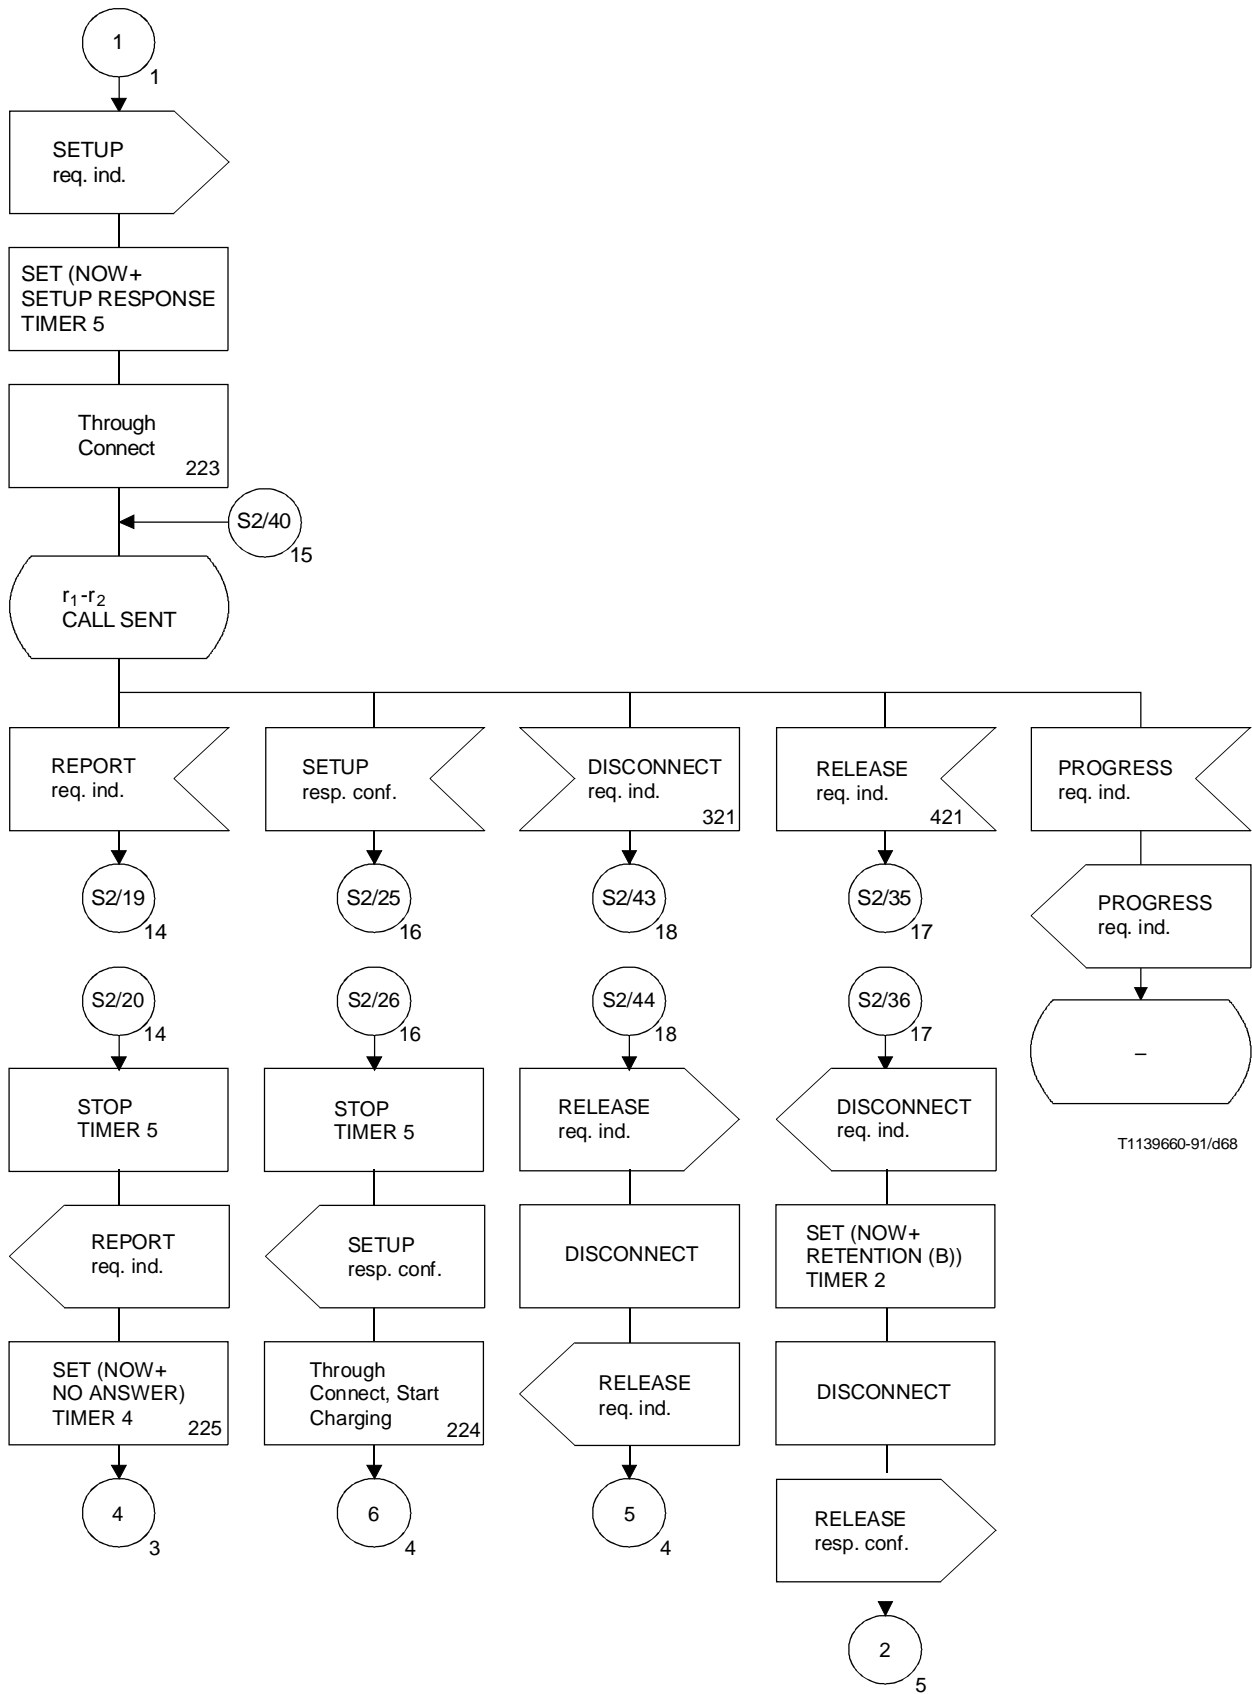 1
1
SETUP
req. ind.
SET (NOW+
SETUP RESPONSE
TIMER 5
Through
Connect
223
S2/40
15
r1-r2
CALL SENT
REPORT
req. ind.
SETUP
resp. conf.
DISCONNECT
req. ind.
321
RELEASE
req. ind.
421
PROGRESS
req. ind.
S2/19
14
S2/25
16
S2/43
18
S2/35
17
PROGRESS
req. ind.
S2/20
14
S2/26
16
S2/44
18
S2/36
17
–
STOP
TIMER 5
STOP
TIMER 5
RELEASE
req. ind.
DISCONNECT
req. ind.
T1139660-91/d68
REPORT
req. ind.
SETUP
resp. conf.
DISCONNECT
SET (NOW+
RETENTION (B))
TIMER 2
SET (NOW+
NO ANSWER)
TIMER 4
225
Through
Connect, Start
Charging
224
RELEASE
req. ind.
DISCONNECT
4
3
6
4
5
4
RELEASE
resp. conf.
2
5